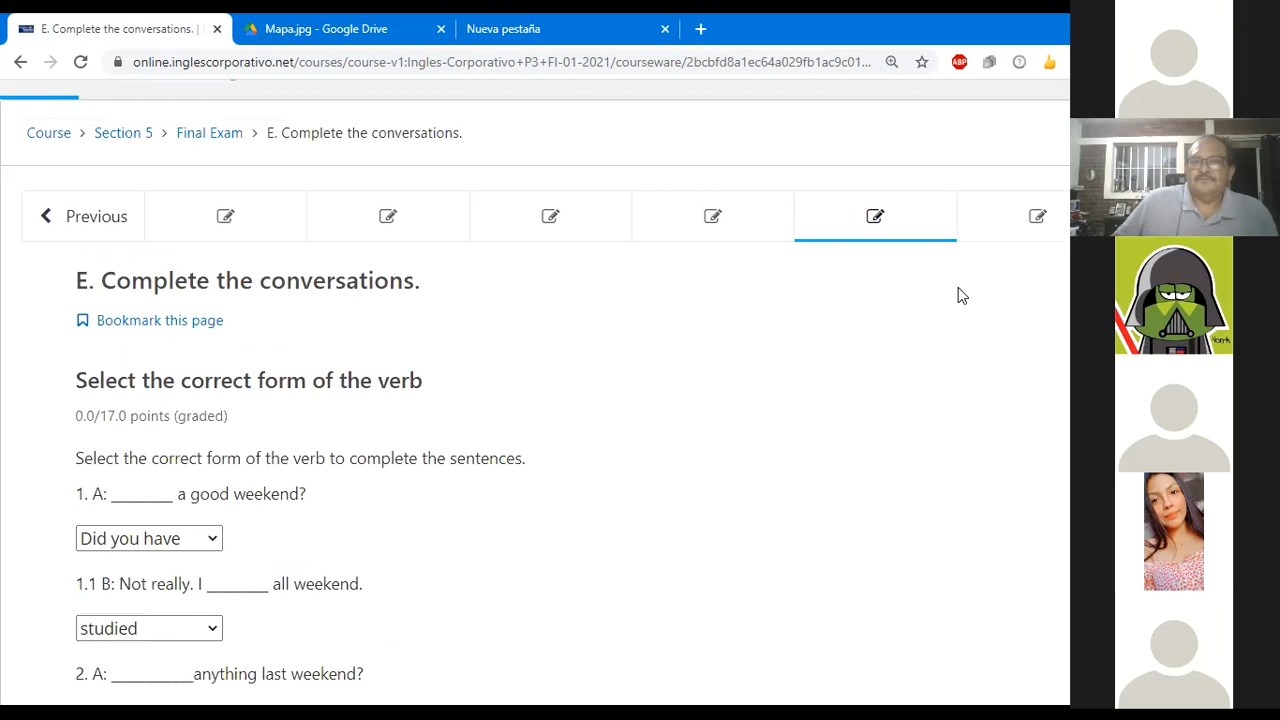 E. Complete the conversations. |
Mapa.jpg - Google Drive
Nueva pestaña
online.inglescorporativo.net/courses/course-v1:Ingles-Corporativo+P3+FI-01-2021/courseware/2bcbfd8a1ec64a029fb1ac9c01...
ABP
Course > Section 5 > Final Exam > E. Complete the conversations.
Previous
E. Complete the conversations.
Bookmark this page
Select the correct form of the verb
0.0/17.0 points (graded)
Select the correct form of the verb to complete the sentences.
1. A: ________ a good weekend?
Did you have
1.1 B: Not really. I ________ all weekend.
studied
2. A: __________anything last weekend?